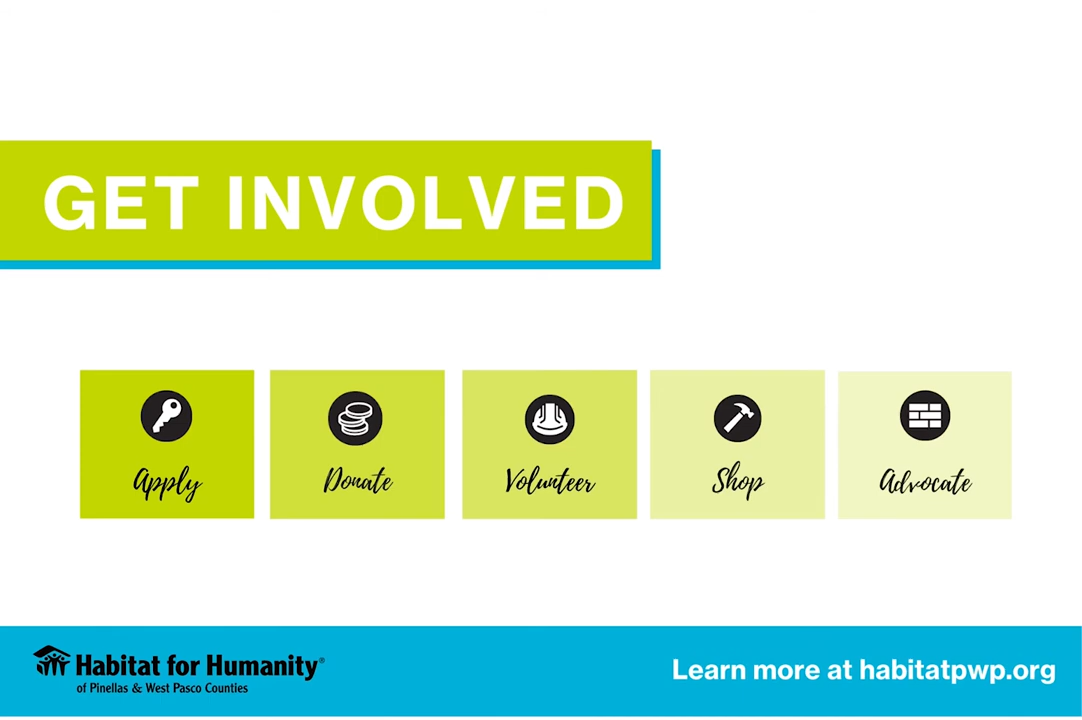 GET INVOLVED
Apply
Donate
Volunteer
Shop
Advocate
Habitat for Humanity®
of Pinellas & West Pasco Counties
Learn more at habitatpwp.org